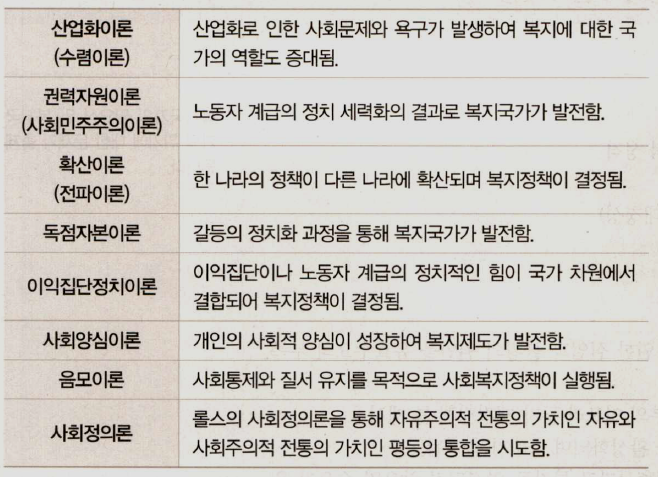 산업화이론
(수렴이론)
산업화로 인한 사회문제와 욕구가 발생하여 복지에 대한 국
가의 역할도 증대됨.
권력자원이론
(사회민주주의이론)
노동자 계급의 정치 세력화의 결과로 복지국가가 발전함.
확산이론
(전파이론)
한 나라의 정책이 다른 나라에 확산되며 복지정책이 결정됨.
독점자본이론
갈등의 정치화 과정을 통해 복지국가가 발전함.
이익집단정치이론
이익집단이나 노동자 계급의 정치적인 힘이 국가 차원에서
결합되어 복지정책이 결정됨.
사회양심이론
개인의 사회적 양심이 성장하여 복지제도가 발전함.
음모이론
사회통제와 질서 유지를 목적으로 사회복지정책이 실행됨.
사회정의론
롤스의 사회정의론을 통해 자유주의적 전통의 가치인 자유와
사회주의적 전통의 가치인 평등의 통합을 시도함.